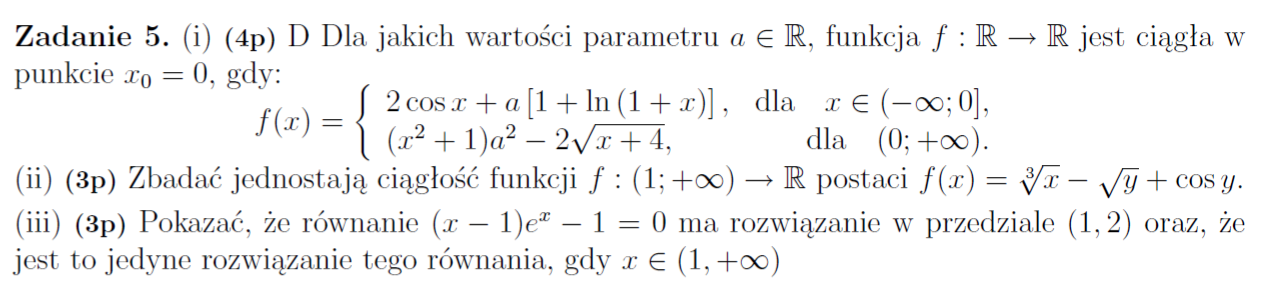 Zadanie 5. (i) (4p) D Dla jakich wartości parametru a ∈ ℝ, funkcja f : ℝ → ℝ jest ciągła w
punkcie x₀ = 0, gdy:
f(x) = { 2 cos x + a [1 + ln (1 + x)] , dla x ∈ (−∞; 0],
(x² + 1)a² − 2√(x + 4), dla (0; +∞).
(ii) (3p) Zbadać jednostają ciągłość funkcji f : (1; +∞) → ℝ postaci f(x) = ∛x − √y + cos y.
(iii) (3p) Pokazać, że równanie (x − 1)eˣ − 1 = 0 ma rozwiązanie w przedziale (1, 2) oraz, że
jest to jedyne rozwiązanie tego równania, gdy x ∈ (1, +∞)